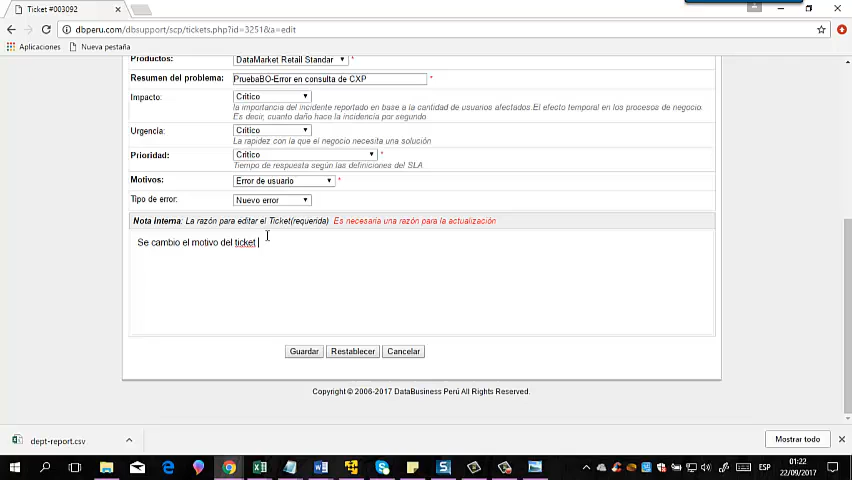 Ticket #003092
dbperu.com/dbsupport/scp/tickets.php?id=3251&a=edit
Aplicaciones
Nueva pestaña
Productos:
DataMarket Retail Standar
*
Resumen del problema:
PruebaBO-Error en consulta de CXP
*
Impacto:
Crítico
la importancia del incidente reportado en base a la cantidad de usuarios afectados.El efecto temporal en los procesos de negocio.
Es decir, cuanto daño hace la incidencia por segundo
Urgencia:
Crítico
La rapidez con la que el negocio necesita una solución
Prioridad:
Crítico
*
Tiempo de respuesta según las definiciones del SLA
Motivos:
Error de usuario
*
Tipo de error:
Nuevo error
Nota Interna: La razón para editar el Ticket(requerida) Es necesaria una razón para la actualización
Se cambio el motivo del ticket
Guardar
Restablecer
Cancelar
Copyright © 2006-2017 DataBusiness Perú All Rights Reserved.
dept-report.csv
Mostrar todo
ESP
01:22
22/09/2017